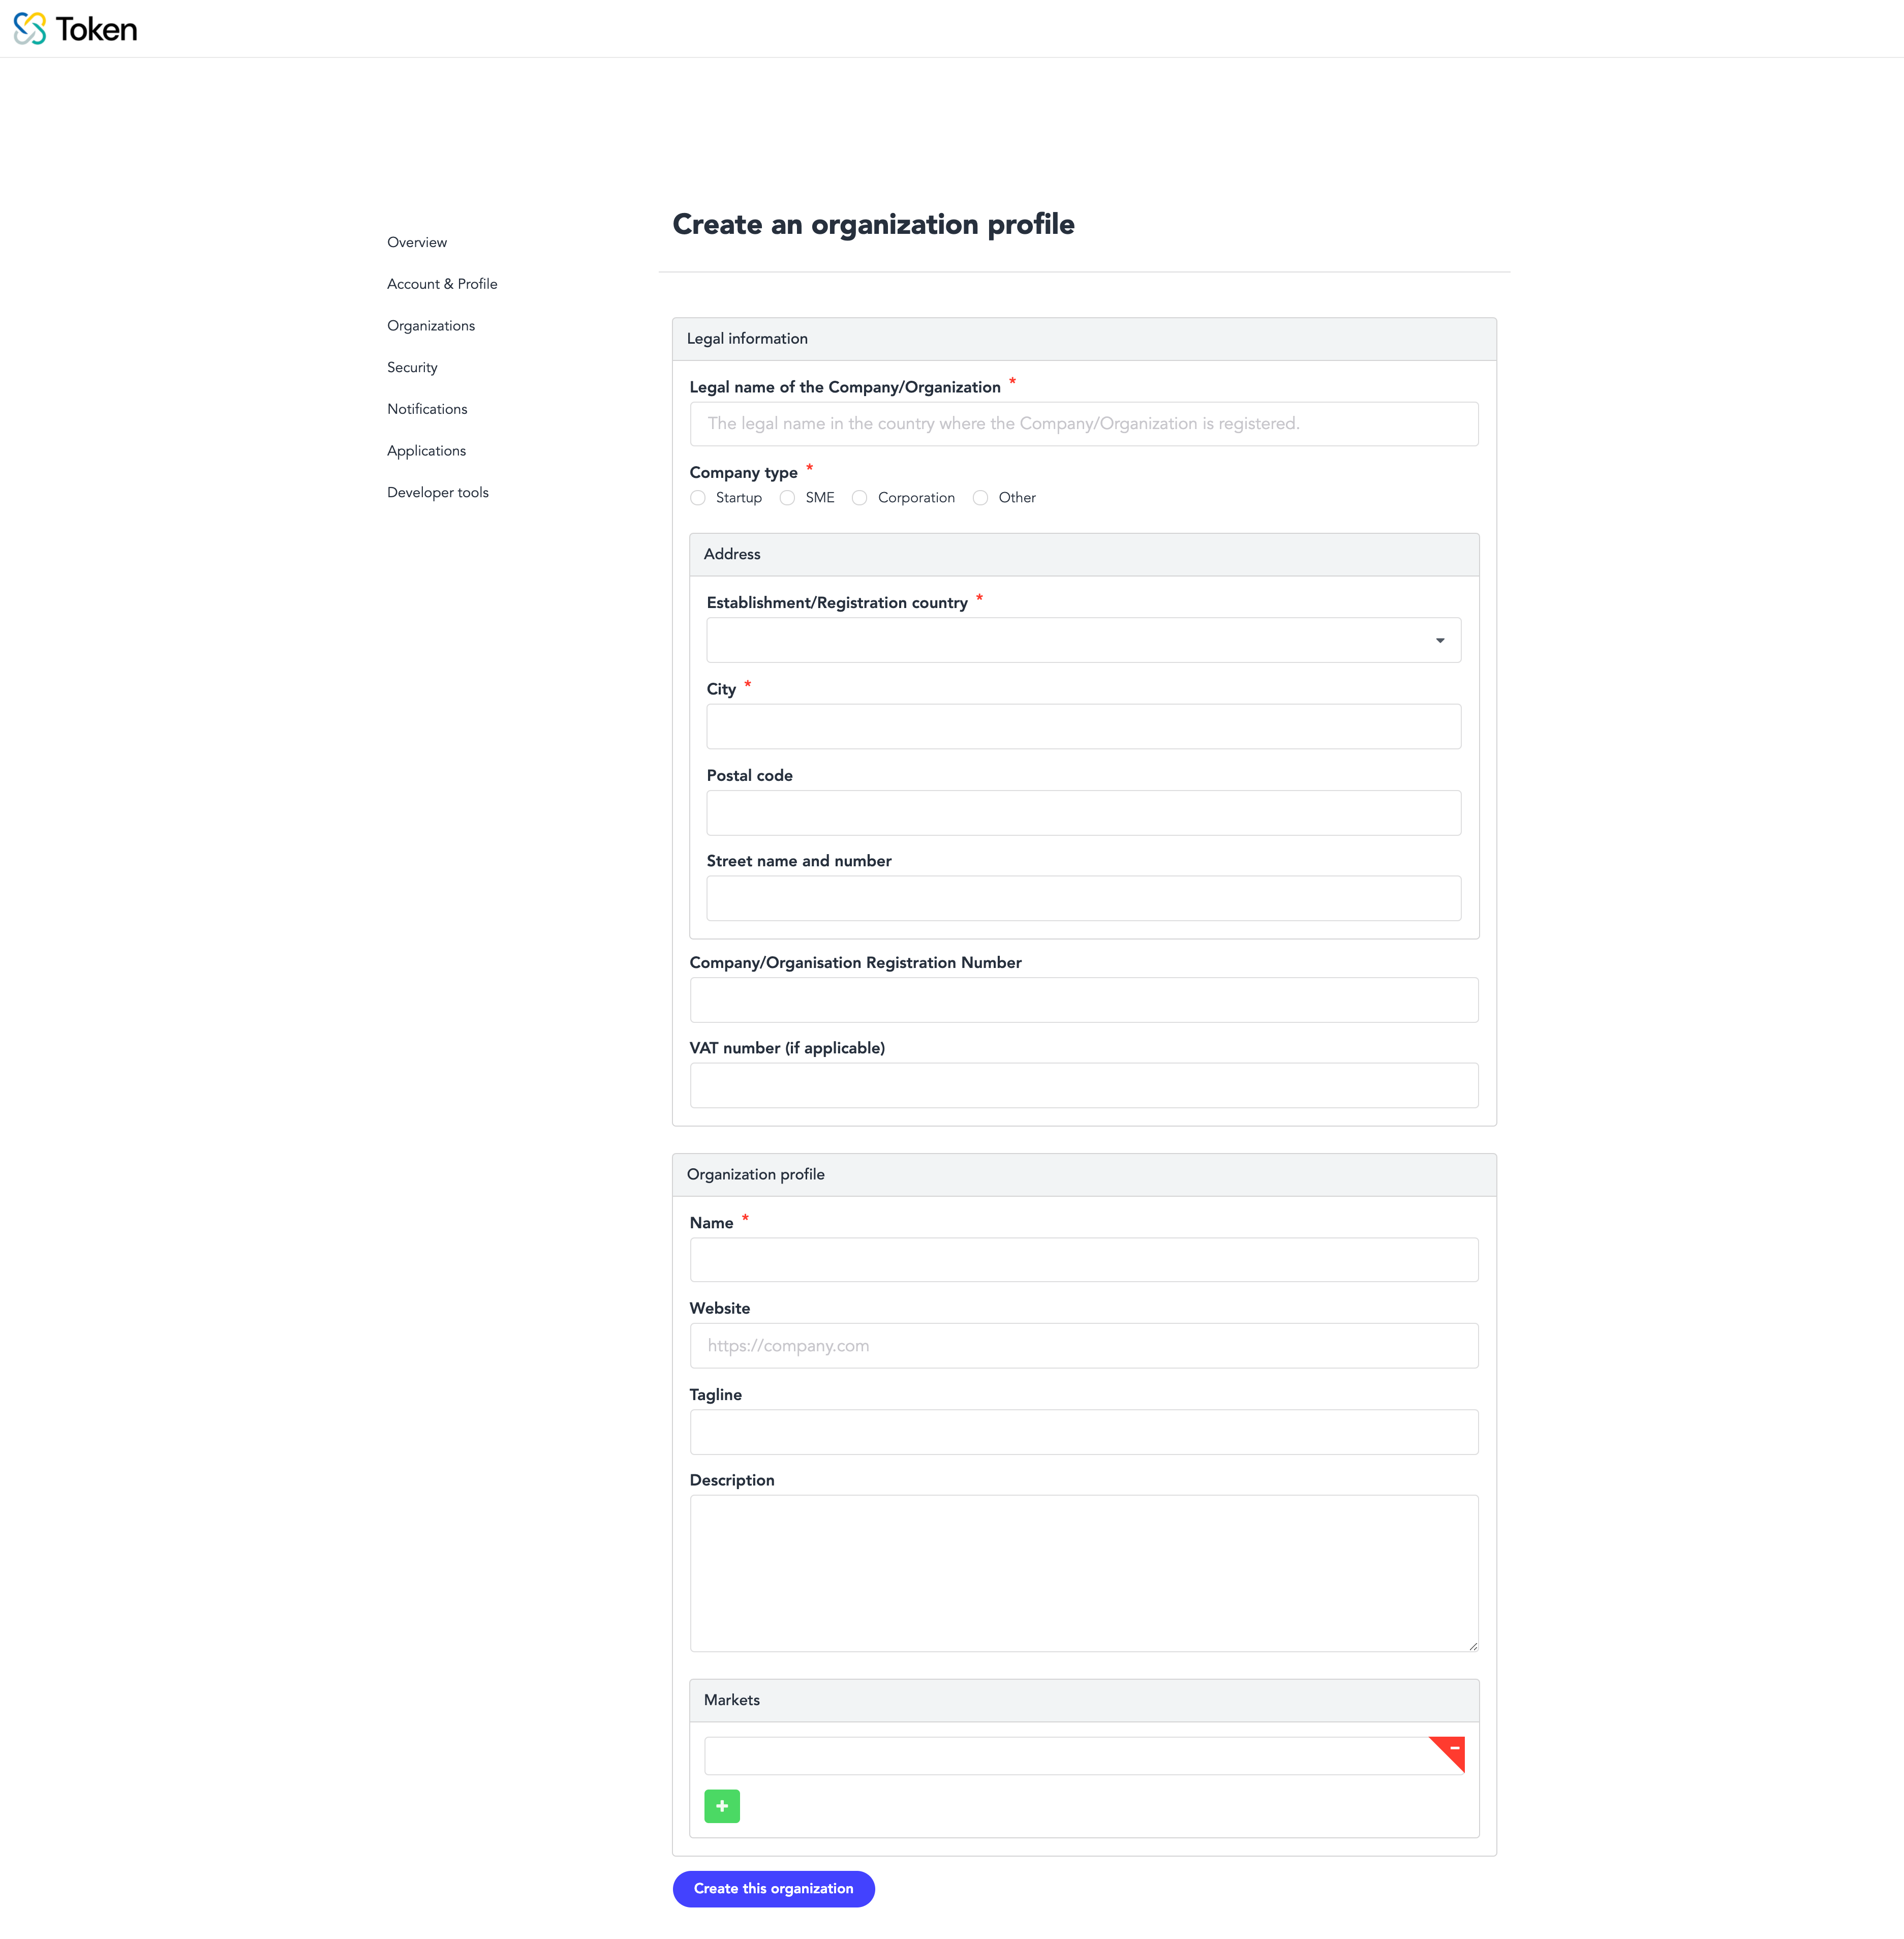 Token
Create an organization profile
Overview
Account & Profile
Organizations
Security
Notifications
Applications
Developer tools
Legal information
Legal name of the Company/Organization *
The legal name in the country where the Company/Organization is registered.
Company type *
Startup SME Corporation Other
Address
Establishment/Registration country *
City *
Postal code
Street name and number
Company/Organisation Registration Number
VAT number (if applicable)
Organization profile
Name *
Website
https://company.com
Tagline
Description
Markets
Create this organization